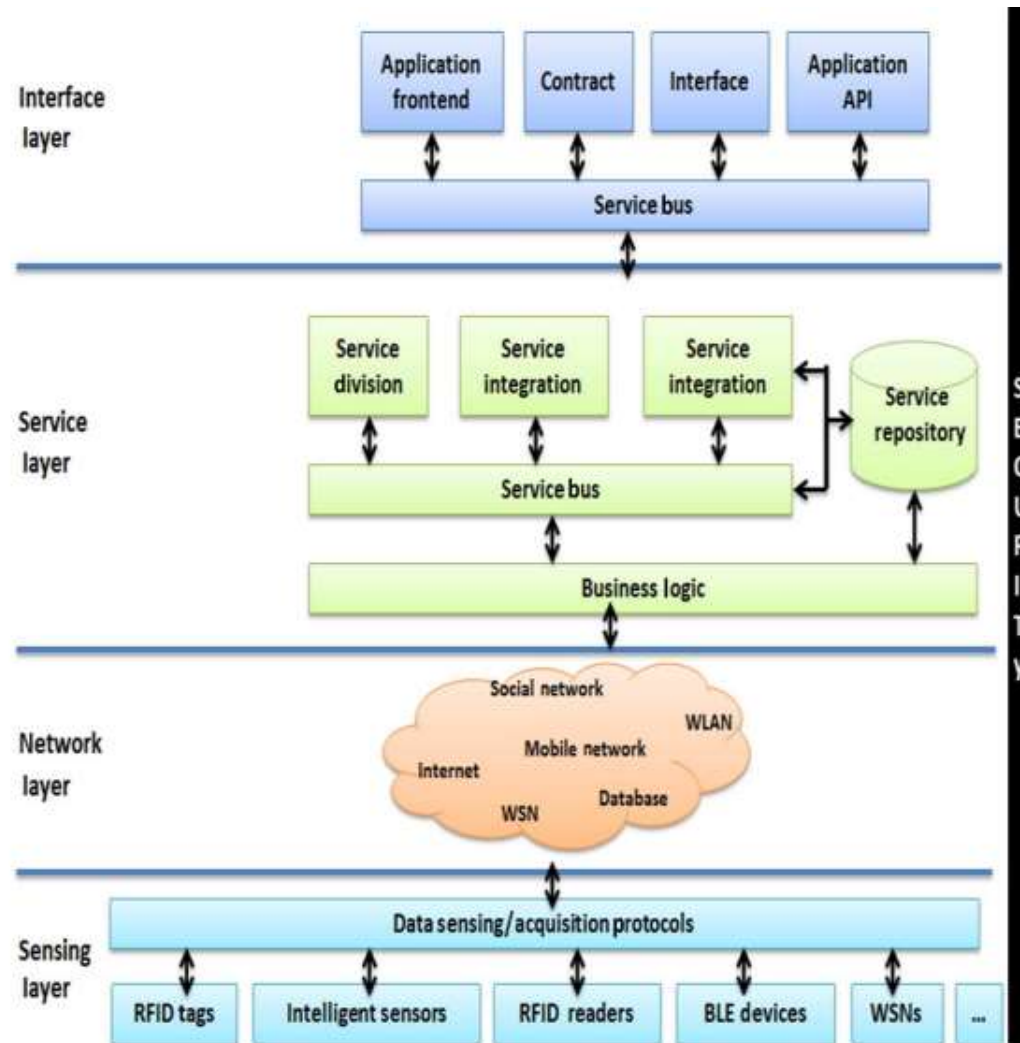 Interface
layer
Application
frontend
Contract
Interface
Application
API
Service bus
Service
layer
Service
division
Service
integration
Service
integration
Service
repository
Service bus
Business logic
Network
layer
Social network
WLAN
Mobile network
Internet
Database
WSN
Sensing
layer
Data sensing/acquisition protocols
RFID tags
Intelligent sensors
RFID readers
BLE devices
WSNs
...
S
E
C
U
R
I
T
y